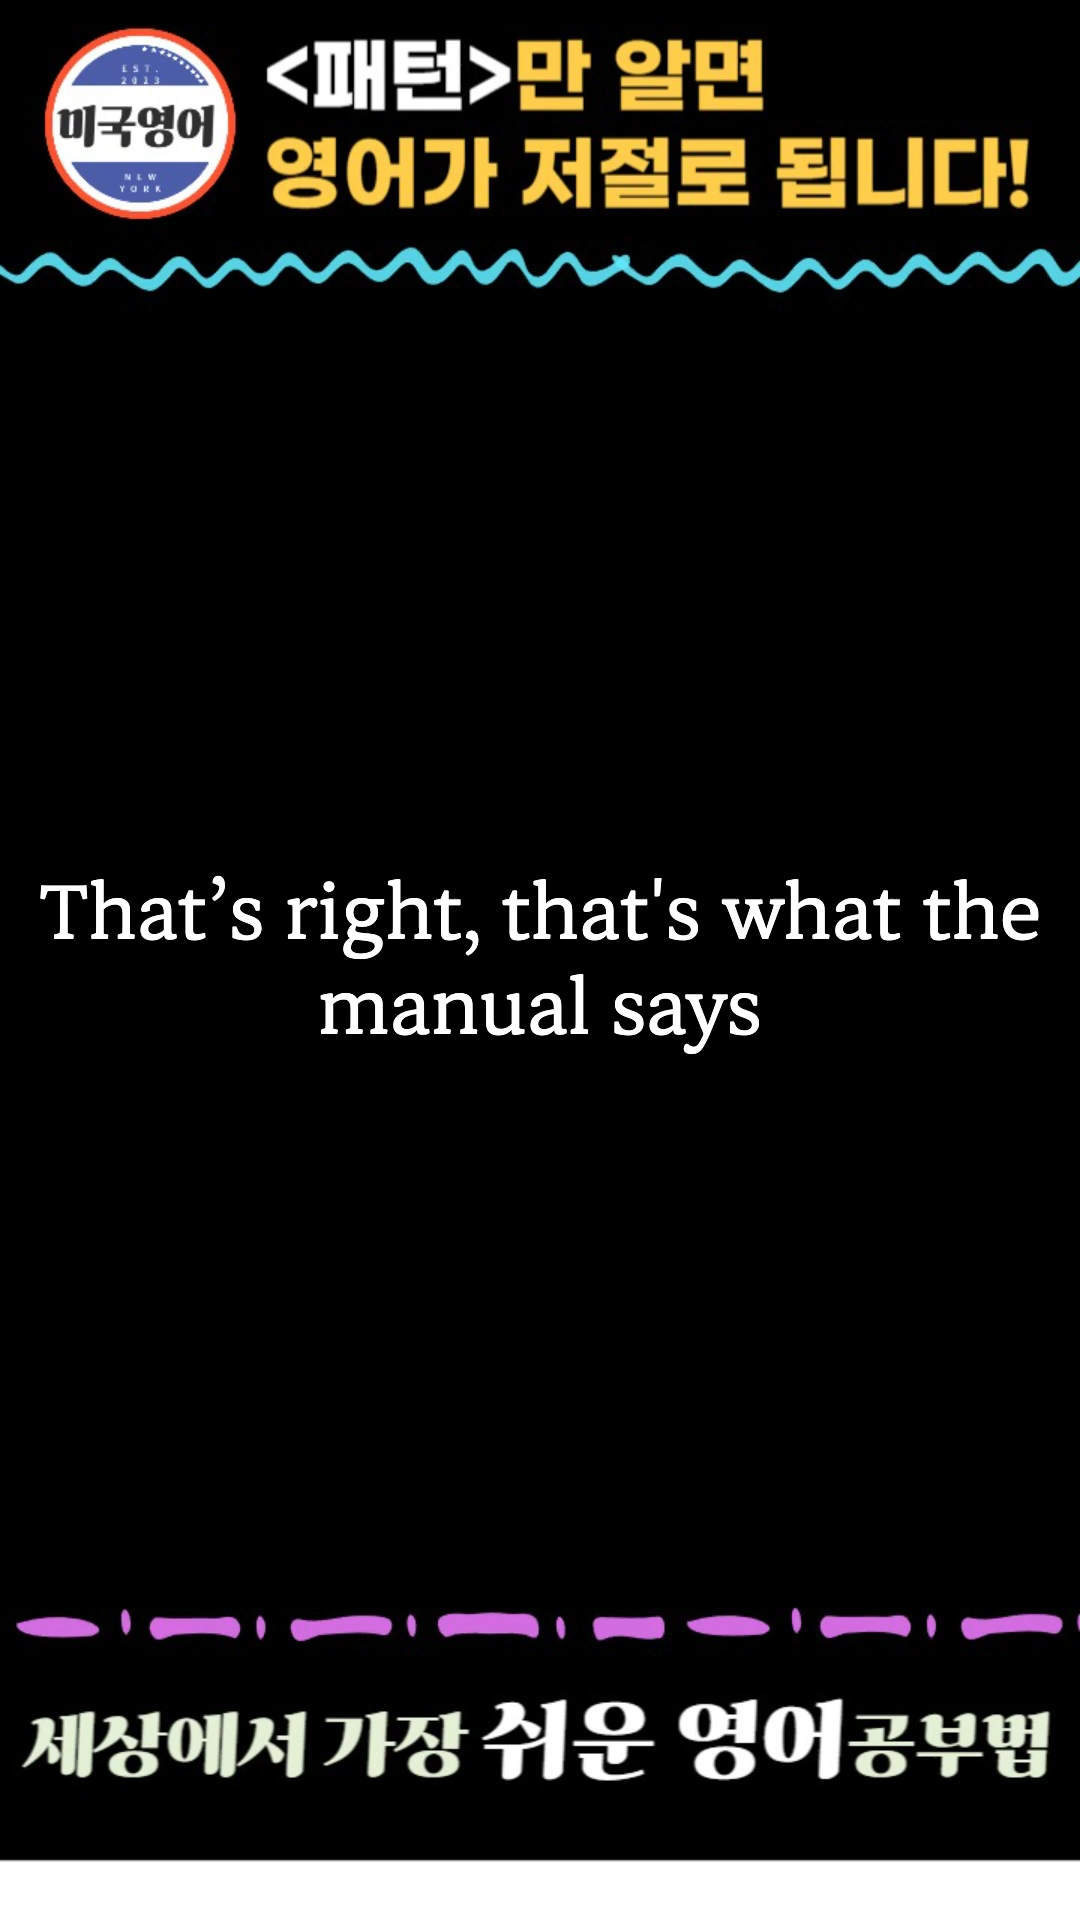 EST.
2023
미국영어
NEW
YORK
<패턴>만 알면
영어가 저절로 됩니다!
That’s right, that's what the
manual says
세상에서 가장 쉬운 영어공부법